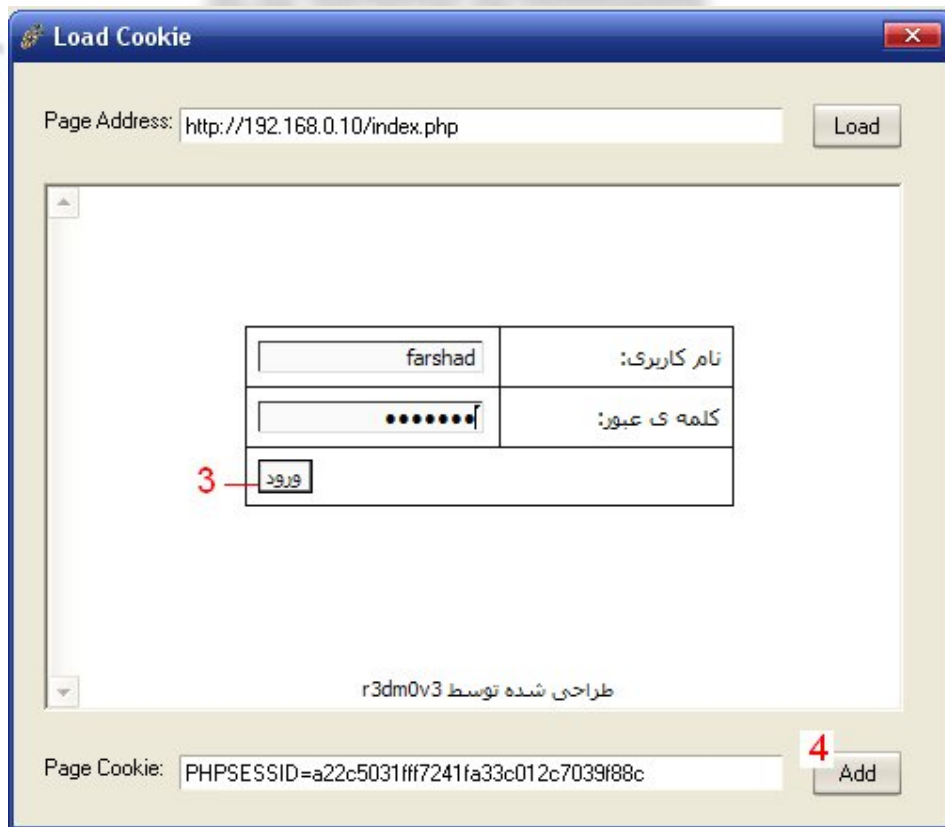 Load Cookie
Page Address: http://192.168.0.10/index.php Load
نام کاربری: farshad
کلمه ی عبور: •••••••
3 ورود
طراحی شده توسط r3dm0v3
4
Page Cookie: PHPSESSID=a22c5031fff7241fa33c012c7039f88c Add